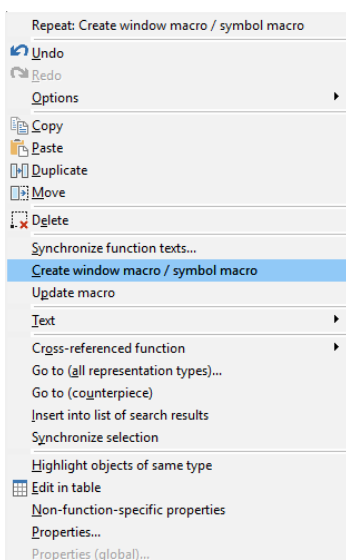 Repeat: Create window macro / symbol macro
Undo
Redo
Options
Copy
Paste
Duplicate
Move
Delete
Synchronize function texts...
Create window macro / symbol macro
Update macro
Text
Cross-referenced function
Go to (all representation types)...
Go to (counterpiece)
Insert into list of search results
Synchronize selection
Highlight objects of same type
Edit in table
Non-function-specific properties
Properties...
Properties (global)...